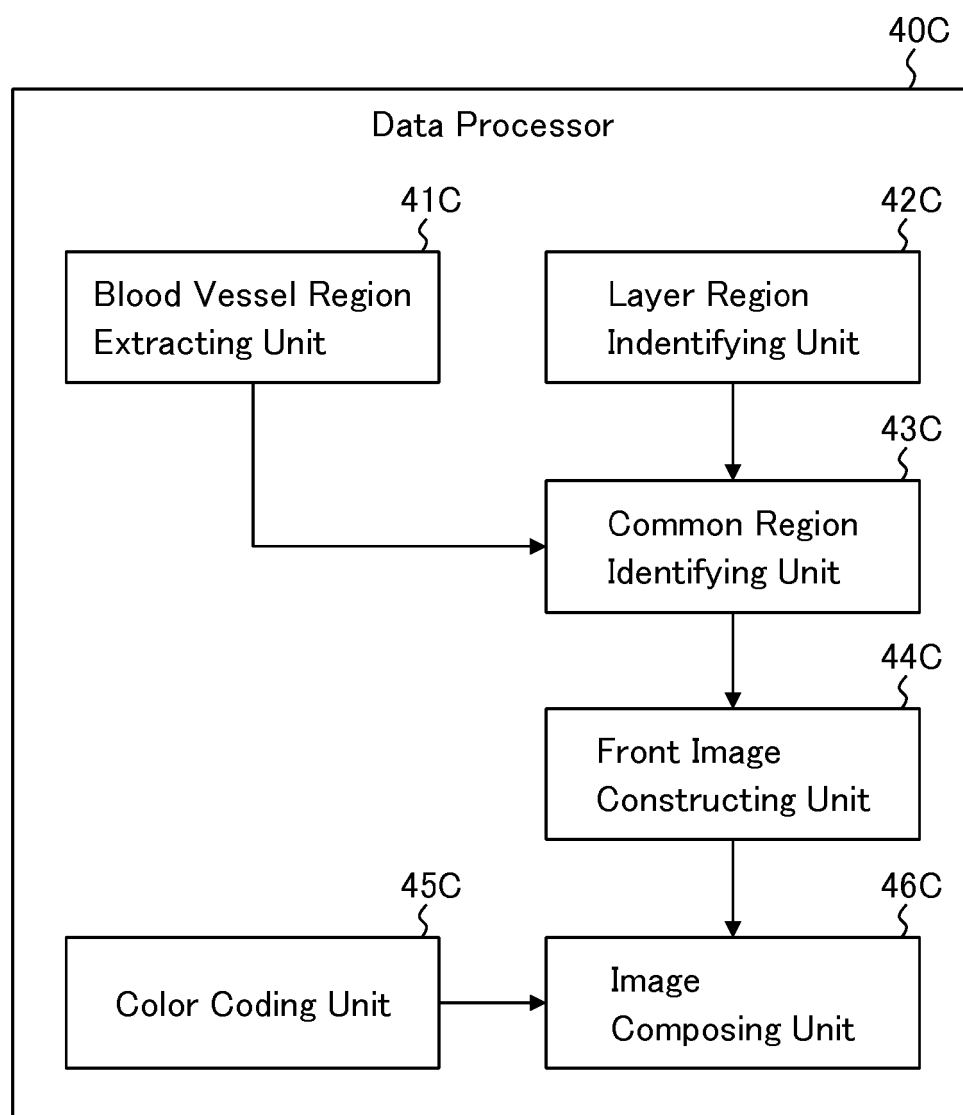 40C
Data Processor
41C
Blood Vessel Region
Extracting Unit
42C
Layer Region
Indentifying Unit
43C
Common Region
Identifying Unit
44C
Front Image
Constructing Unit
45C
Color Coding Unit
46C
Image
Composing Unit